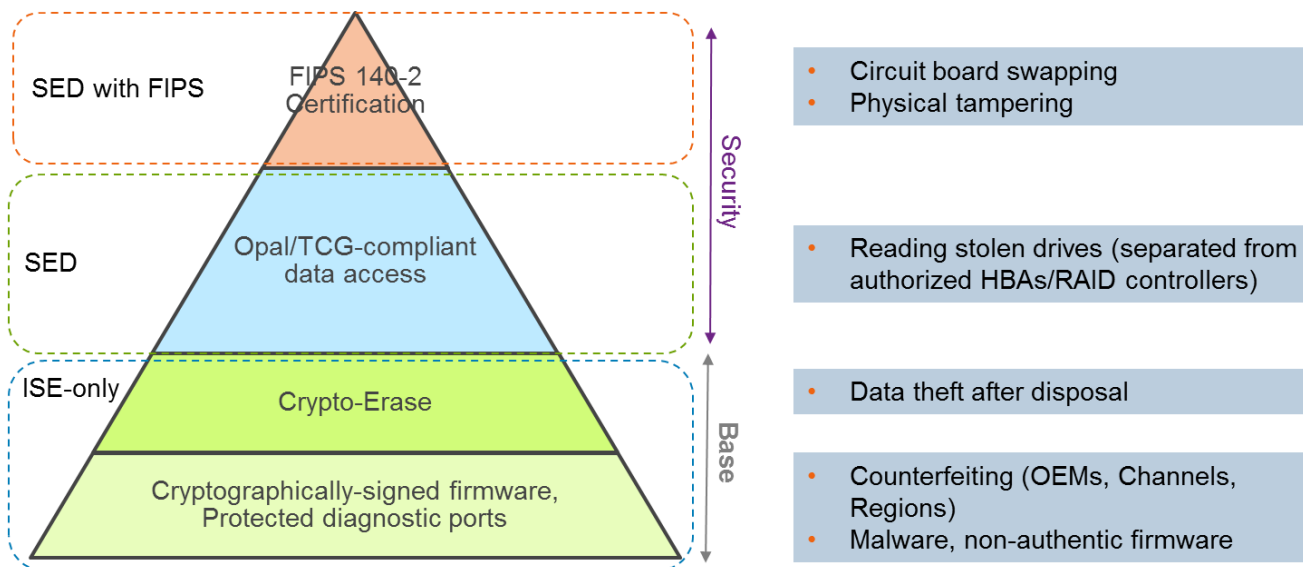 SED with FIPS
FIPS 140-2
Certification
Security
• Circuit board swapping
• Physical tampering
SED
Opal/TCG-compliant
data access
• Reading stolen drives (separated from
authorized HBAs/RAID controllers)
ISE-only
Crypto-Erase
Base
• Data theft after disposal
Cryptographically-signed firmware,
Protected diagnostic ports
• Counterfeiting (OEMs, Channels,
Regions)
• Malware, non-authentic firmware